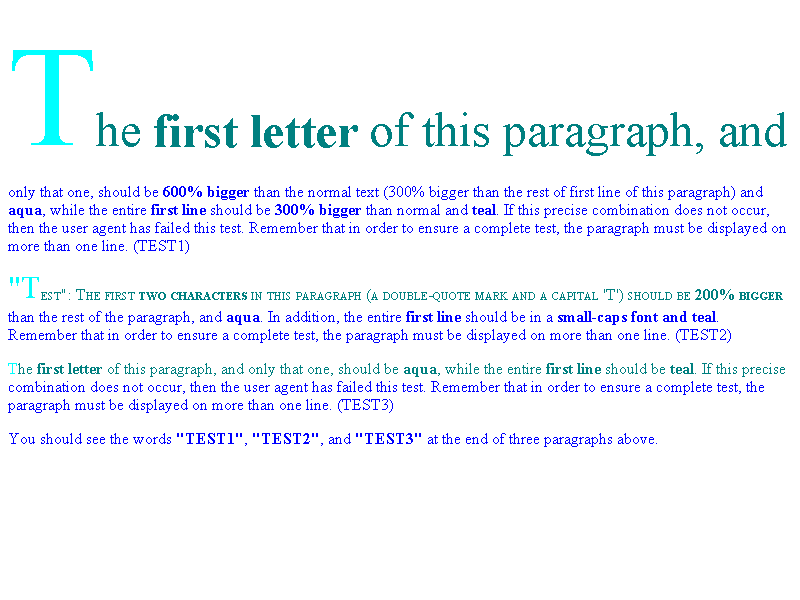 The first letter of this paragraph, and
only that one, should be 600% bigger than the normal text (300% bigger than the rest of first line of this paragraph) and
aqua, while the entire first line should be 300% bigger than normal and teal. If this precise combination does not occur,
then the user agent has failed this test. Remember that in order to ensure a complete test, the paragraph must be displayed on
more than one line. (TEST1)
"Test": The first two characters in this paragraph (a double-quote mark and a capital 'T') should be 200% bigger
than the rest of the paragraph, and aqua. In addition, the entire first line should be in a small-caps font and teal.
Remember that in order to ensure a complete test, the paragraph must be displayed on more than one line. (TEST2)
The first letter of this paragraph, and only that one, should be aqua, while the entire first line should be teal. If this precise
combination does not occur, then the user agent has failed this test. Remember that in order to ensure a complete test, the
paragraph must be displayed on more than one line. (TEST3)
You should see the words "TEST1", "TEST2", and "TEST3" at the end of three paragraphs above.